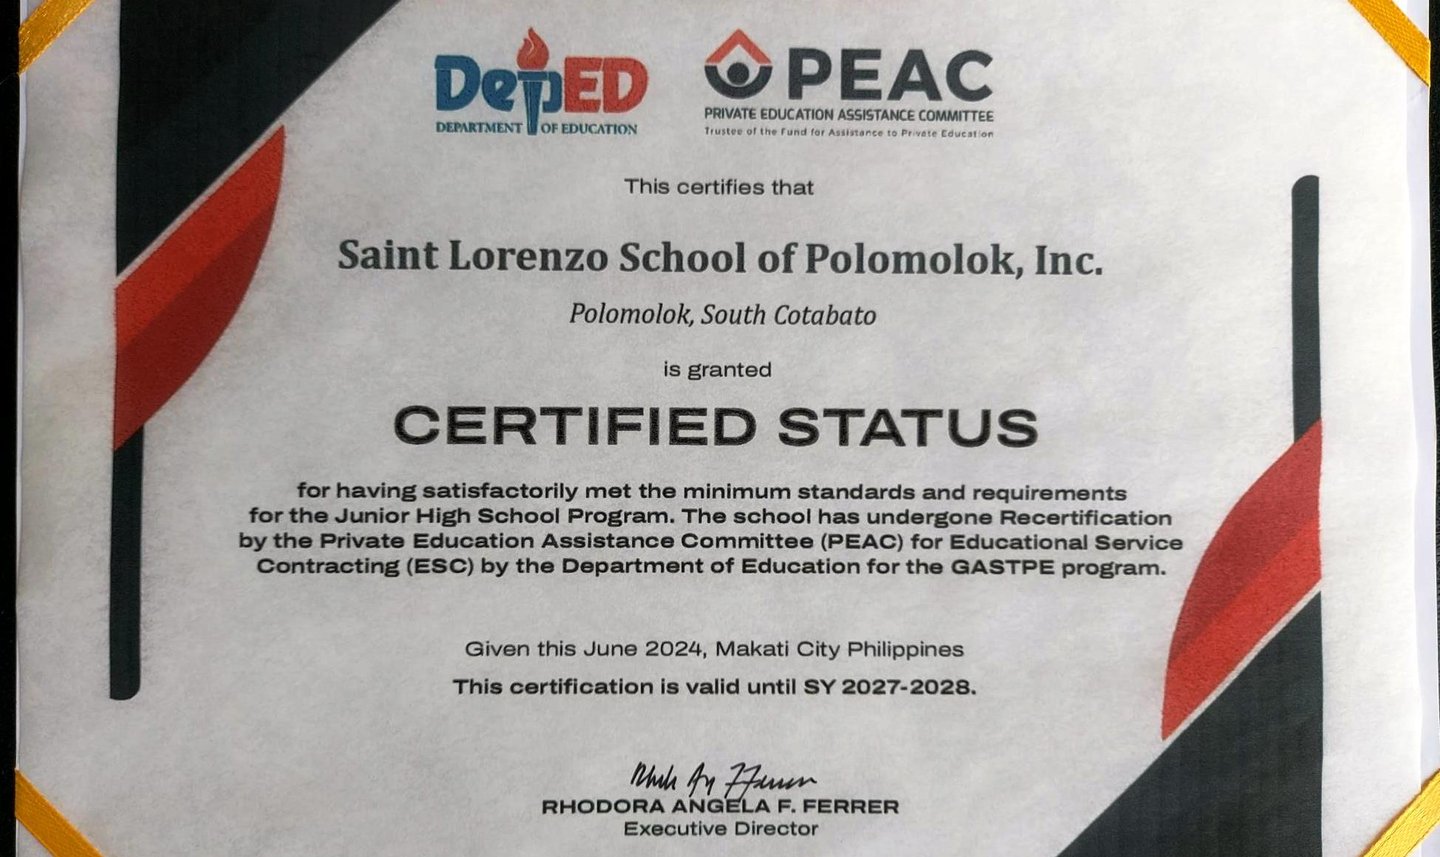 DepED
DEPARTMENT OF EDUCATION
PEAC
PRIVATE EDUCATION ASSISTANCE COMMITTEE
Trustee of the Fund for Assistance to Private Education
This certifies that
Saint Lorenzo School of Polomolok, Inc.
Polomolok, South Cotabato
is granted
CERTIFIED STATUS
for having satisfactorily met the minimum standards and requirements
for the Junior High School Program. The school has undergone Recertification
by the Private Education Assistance Committee (PEAC) for Educational Service
Contracting (ESC) by the Department of Education for the GASTPE program.
Given this June 2024, Makati City Philippines
This certification is valid until SY 2027-2028.
RHODORA ANGELA F. FERRER
Executive Director